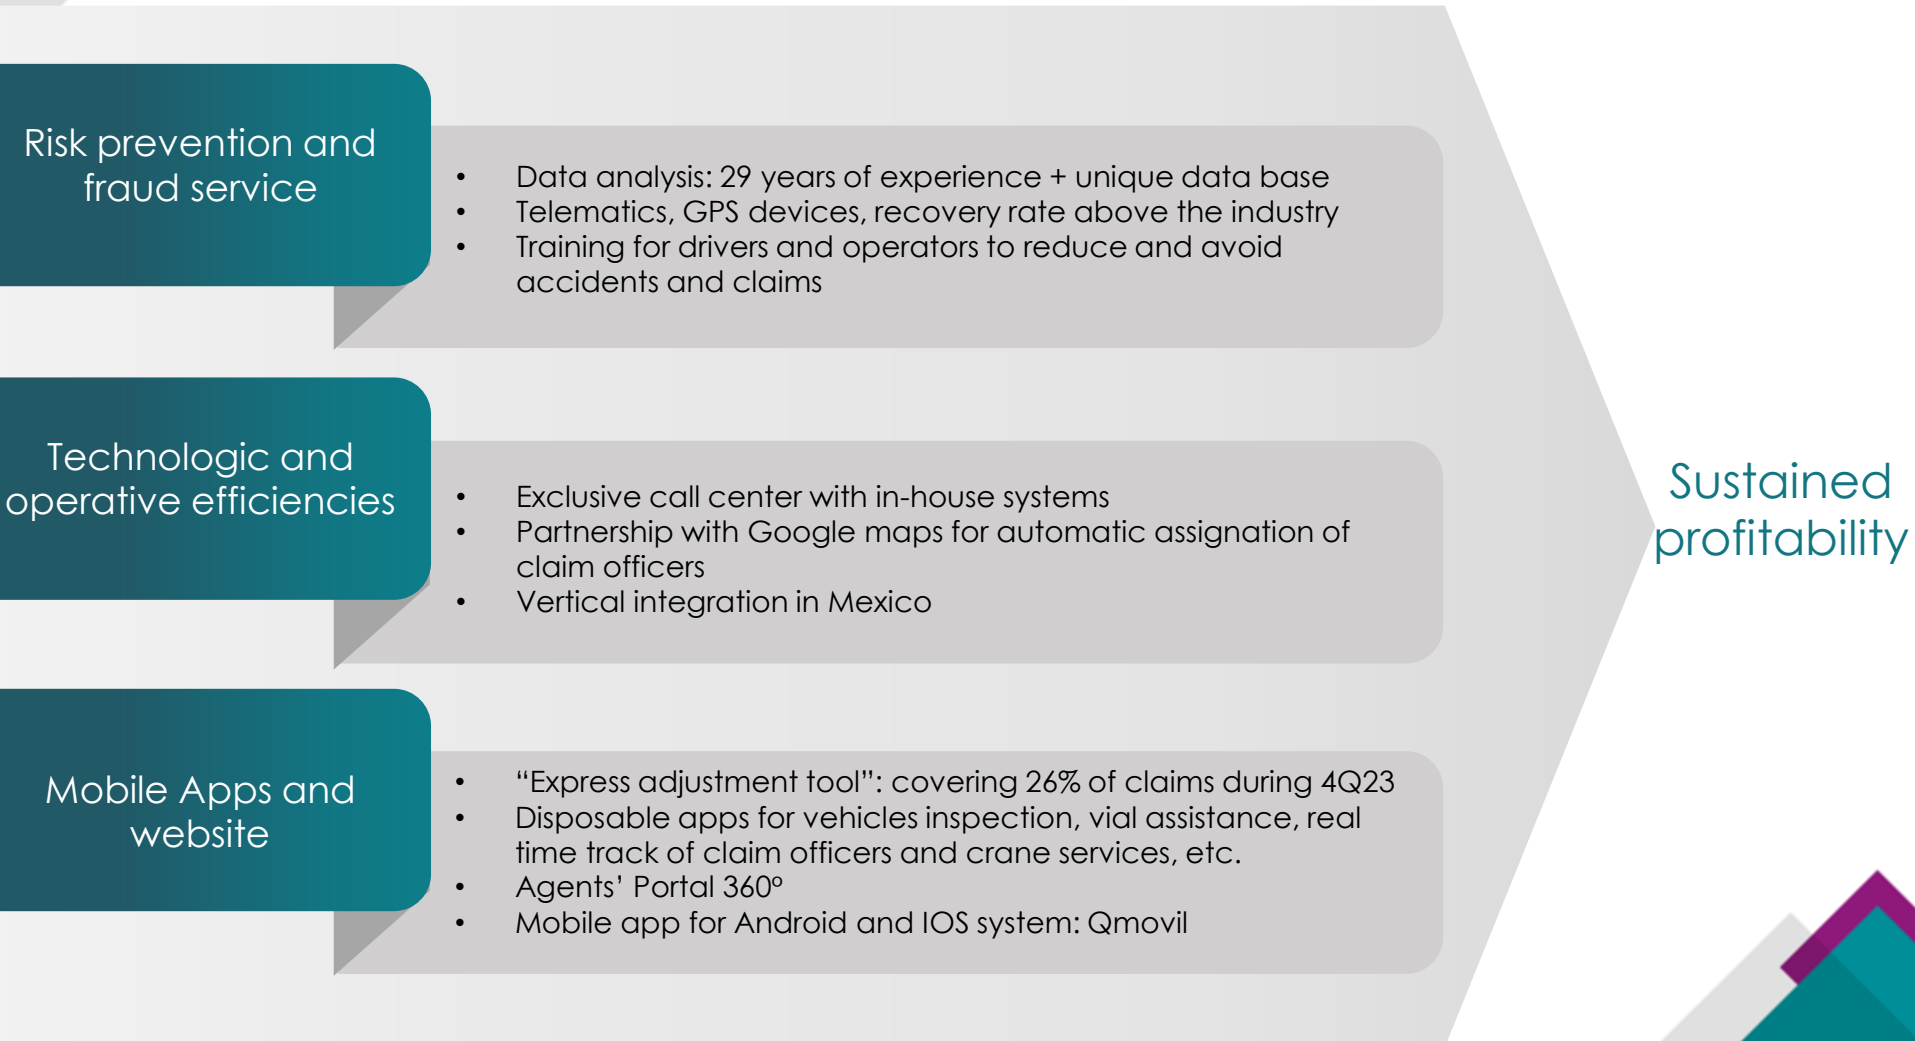 Risk prevention and
fraud service
• Data analysis: 29 years of experience + unique data base
• Telematics, GPS devices, recovery rate above the industry
• Training for drivers and operators to reduce and avoid
accidents and claims
Technologic and
operative efficiencies
• Exclusive call center with in-house systems
• Partnership with Google maps for automatic assignation of
claim officers
• Vertical integration in Mexico
Mobile Apps and
website
• “Express adjustment tool”: covering 26% of claims during 4Q23
• Disposable apps for vehicles inspection, vial assistance, real
time track of claim officers and crane services, etc.
• Agents’ Portal 360º
• Mobile app for Android and IOS system: Qmovil
Sustained
profitability